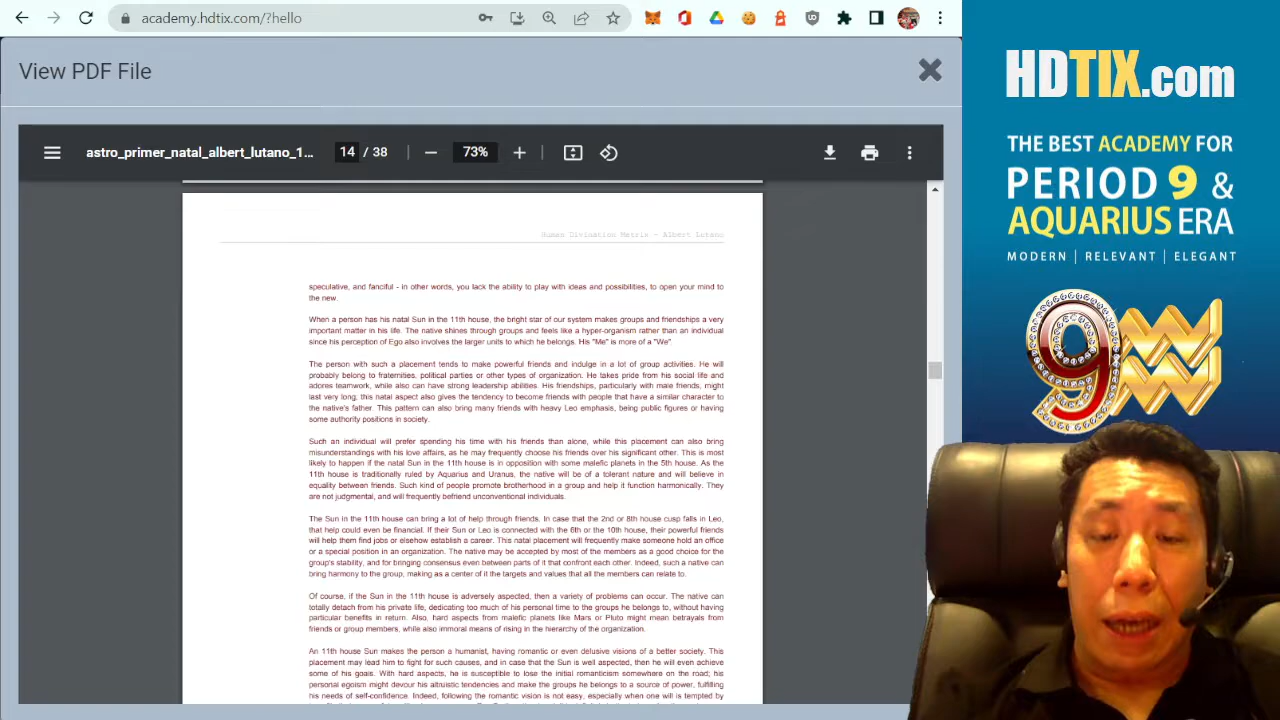 academy.hdtix.com/?hello
View PDF File
astro_primer_natal_albert_lutano_1... 14 / 38 73%
Human Divination Metrix - Albert Lutano
speculative, and fanciful - in other words, you lack the ability to play with ideas and possibilities, to open your mind to
the new.
When a person has his natal Sun in the 11th house, the bright star of our system makes groups and friendships a very
important matter in his life. The native shines through groups and feels like a hyper-organism rather than an individual
since his perception of Ego also involves the larger units to which he belongs. His "Me" is more of a "We"
The person with such a placement tends to make powerful friends and indulge in a lot of group activities. He will
probably belong to fraternities, political parties or other types of organization. He takes pride from his social life and
adores teamwork, while also can have strong leadership abilities. His friendships, particularly with male friends, might
last very long; this natal aspect also gives the tendency to become friends with people that have a similar character to
the native's father. This pattern can also bring many friends with heavy Leo emphasis, being public figures or having
some authority positions in society.
Such an individual will prefer spending his time with his friends than alone, while this placement can also bring
misunderstandings with his love affairs, as he may frequently choose his friends over his significant other. This is most
likely to happen if the natal Sun in the 11th house is in opposition with some malefic planets in the 5th house. As the
11th house is traditionally ruled by Aquarius and Uranus, the native will be of a tolerant nature and will believe in
equality between friends. Such kind of people promote brotherhood in a group and help it function harmonically. They
are not judgmental, and will frequently befriend unconventional individuals.
The Sun in the 11th house can bring a lot of help through friends. In case that the 2nd or 8th house cusp falls in Leo,
that help could even be financial. If their Sun or Leo is connected with the 6th or the 10th house, their powerful friends
will help them find jobs or elsehow establish a career. This natal placement will frequently make someone hold an office
or a special position in an organization. The native may be accepted by most of the members as a good choice for the
group's stability, and for bringing consensus even between parts of it that confront each other. Indeed, such a native can
bring harmony to the group, making as a center of it the targets and values that all the members can relate to.
Of course, if the Sun in the 11th house is adversely aspected, then a variety of problems can occur. The native can
totally detach from his private life, dedicating too much of his personal time to the groups he belongs to, without having
particular benefits in return. Also, hard aspects from malefic planets like Mars or Pluto might mean betrayals from
friends or group members, while also immoral means of rising in the hierarchy of the organization.
An 11th house Sun makes the person a humanist, having romantic or even delusive visions of a better society. This
placement may lead him to fight for such causes, and in case that the Sun is well aspected, then he will even achieve
some of his goals. With hard aspects, he is susceptible to lose the initial romanticism somewhere on the road; his
personal egoism might devour his altruistic tendencies and make the groups he belongs to a source of power, fulfilling
his needs of self-confidence. Indeed, following the romantic vision is not easy, especially when one will is tempted by
HDTIX.com
THE BEST ACADEMY FOR
PERIOD 9 &
AQUARIUS ERA
MODERN | RELEVANT | ELEGANT
9